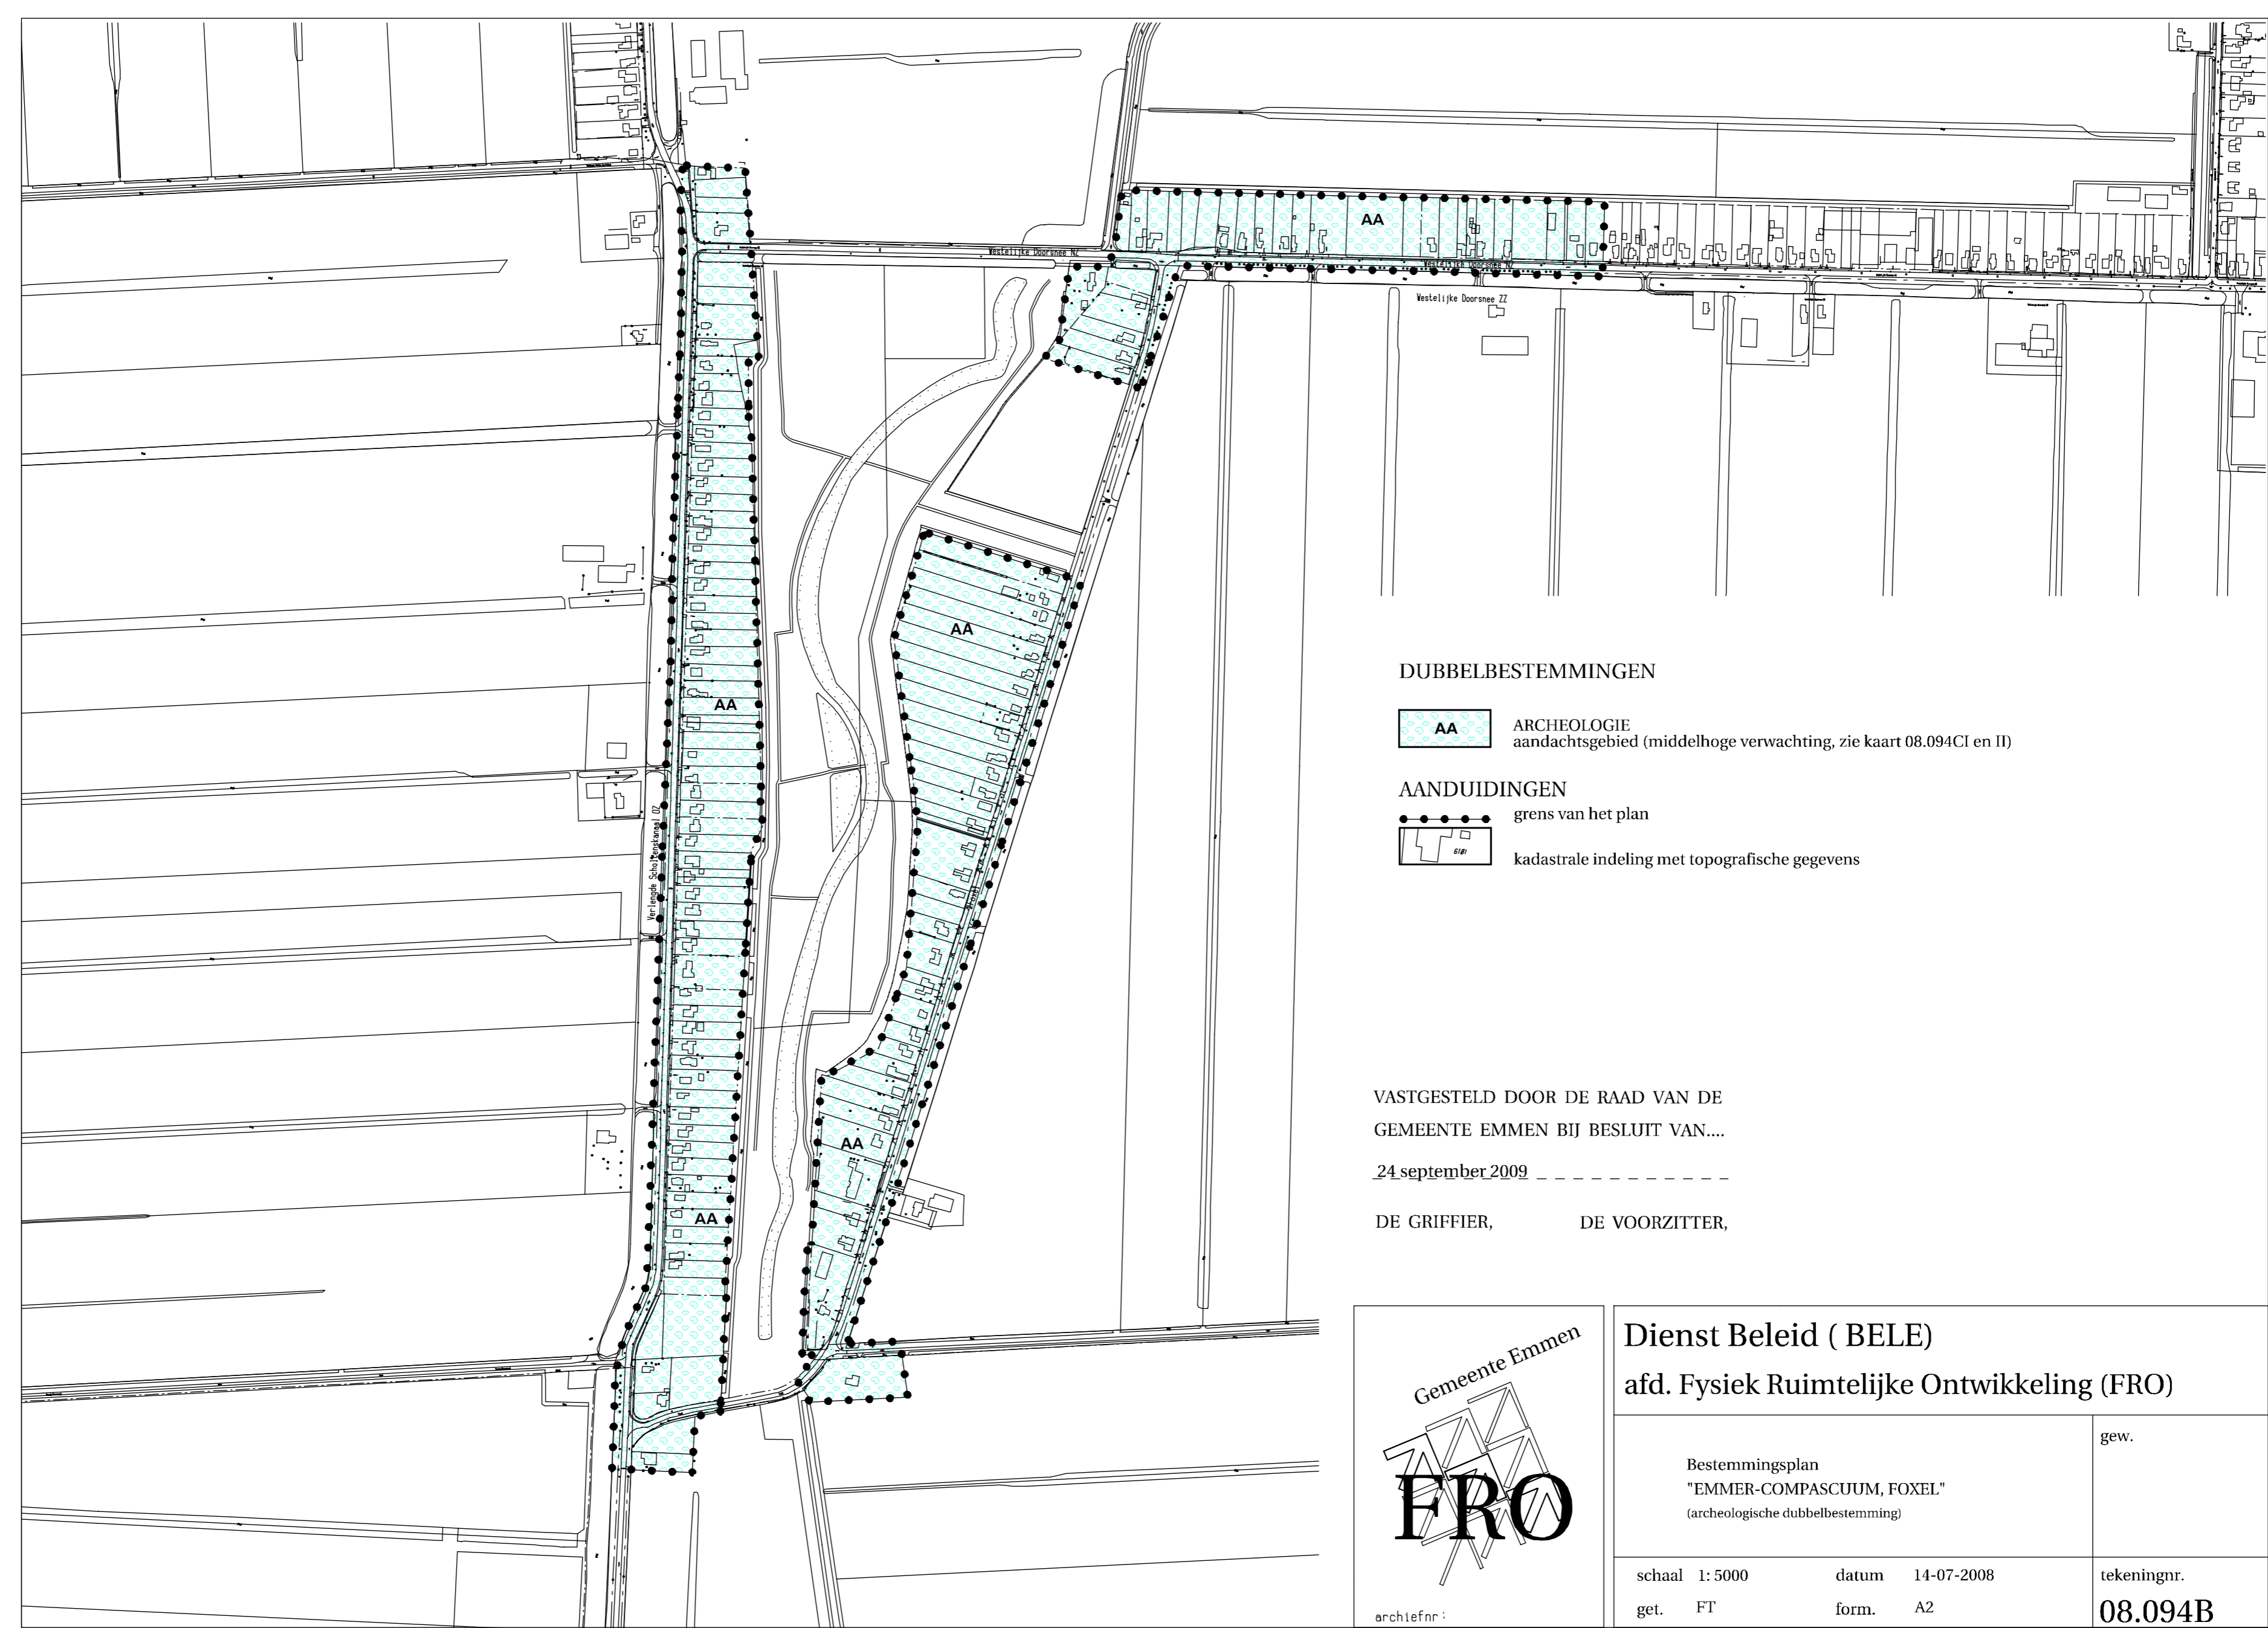 Westelijke Doorsnee NZ
AA
Westelijke Doorsnee NZ
Westelijke Doorsnee ZZ
AA
AA
Verlengde Scholtenskanaal OZ
Foxel
AA
AA
DUBBELBESTEMMINGEN
AA
ARCHEOLOGIE
aandachtsgebied (middelhoge verwachting, zie kaart 08.094CI en II)
AANDUIDINGEN
grens van het plan
kadastrale indeling met topografische gegevens
VASTGESTELD DOOR DE RAAD VAN DE
GEMEENTE EMMEN BIJ BESLUIT VAN....
24 september 2009
DE GRIFFIER, DE VOORZITTER,
Gemeente Emmen
FRO
archiefnr:
Dienst Beleid ( BELE)
afd. Fysiek Ruimtelijke Ontwikkeling (FRO)
Bestemmingsplan
"EMMER-COMPASCUUM, FOXEL"
(archeologische dubbelbestemming)
gew.
schaal 1: 5000 datum 14-07-2008
get. FT form. A2
tekeningnr.
08.094B